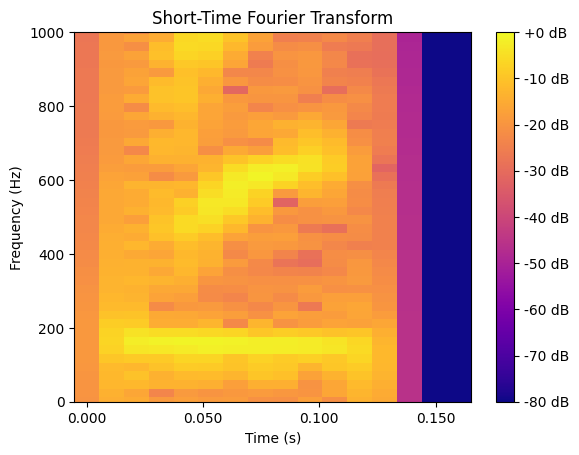 Short-Time Fourier Transform
Frequency (Hz)
1000
800
600
400
200
0
0.000
0.050
0.100
0.150
Time (s)
+0 dB
-10 dB
-20 dB
-30 dB
-40 dB
-50 dB
-60 dB
-70 dB
-80 dB